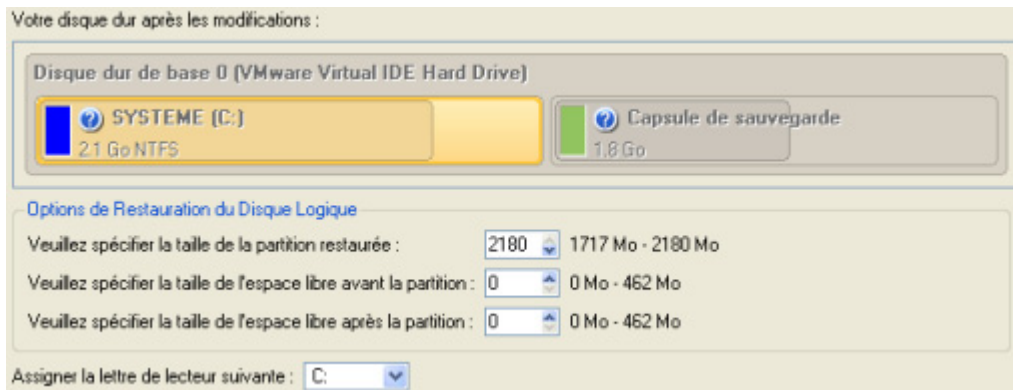 Votre disque dur après les modifications :
Disque dur de base 0 (VMware Virtual IDE Hard Drive)
SYSTEME (C:)
2.1 Go NTFS
Capsule de sauvegarde
1,8 Go
Options de Restauration du Disque Logique
Veuillez spécifier la taille de la partition restaurée : 2180 1717 Mo - 2180 Mo
Veuillez spécifier la taille de l'espace libre avant la partition : 0 0 Mo - 462 Mo
Veuillez spécifier la taille de l'espace libre après la partition : 0 0 Mo - 462 Mo
Assigner la lettre de lecteur suivante : C: